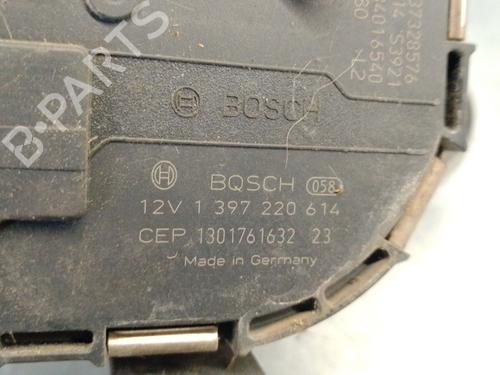 BOSCH
BOSCH 058
12V 1 397 220 614
CEP 1301761632 23
Made in Germany
B-PARTS